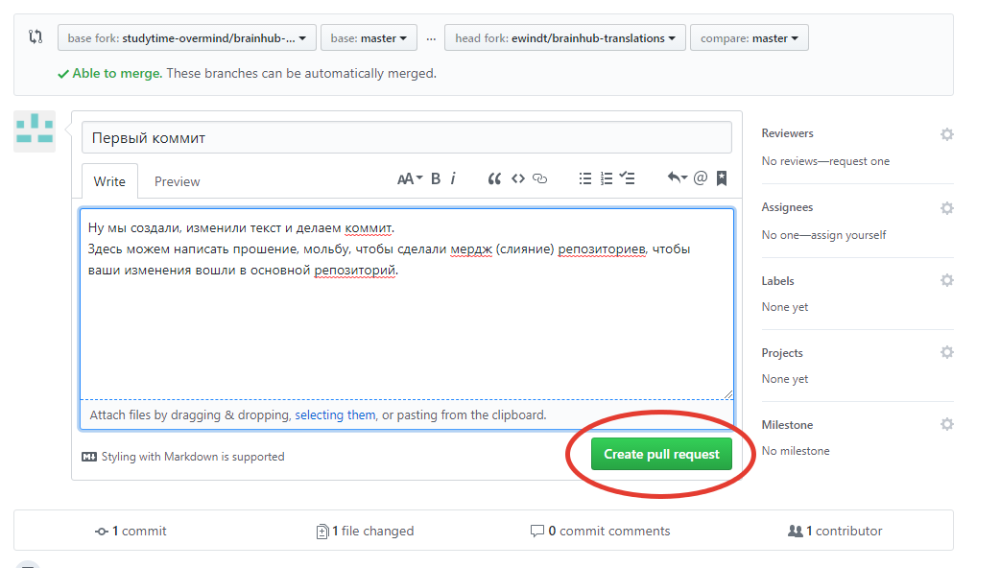 base fork: studytime-overmind/brainhub-... base: master ... head fork: ewindt/brainhub-translations compare: master
Able to merge. These branches can be automatically merged.
Первый коммит
Write Preview AA B i @
Ну мы создали, изменили текст и делаем коммит.
Здесь можем написать прошение, мольбу, чтобы сделали мердж (слияние) репозиториев, чтобы
ваши изменения вошли в основной репозиторий.
Attach files by dragging & dropping, selecting them, or pasting from the clipboard.
Styling with Markdown is supported
Create pull request
Reviewers
No reviews—request one
Assignees
No one—assign yourself
Labels
None yet
Projects
None yet
Milestone
No milestone
1 commit 1 file changed 0 commit comments 1 contributor